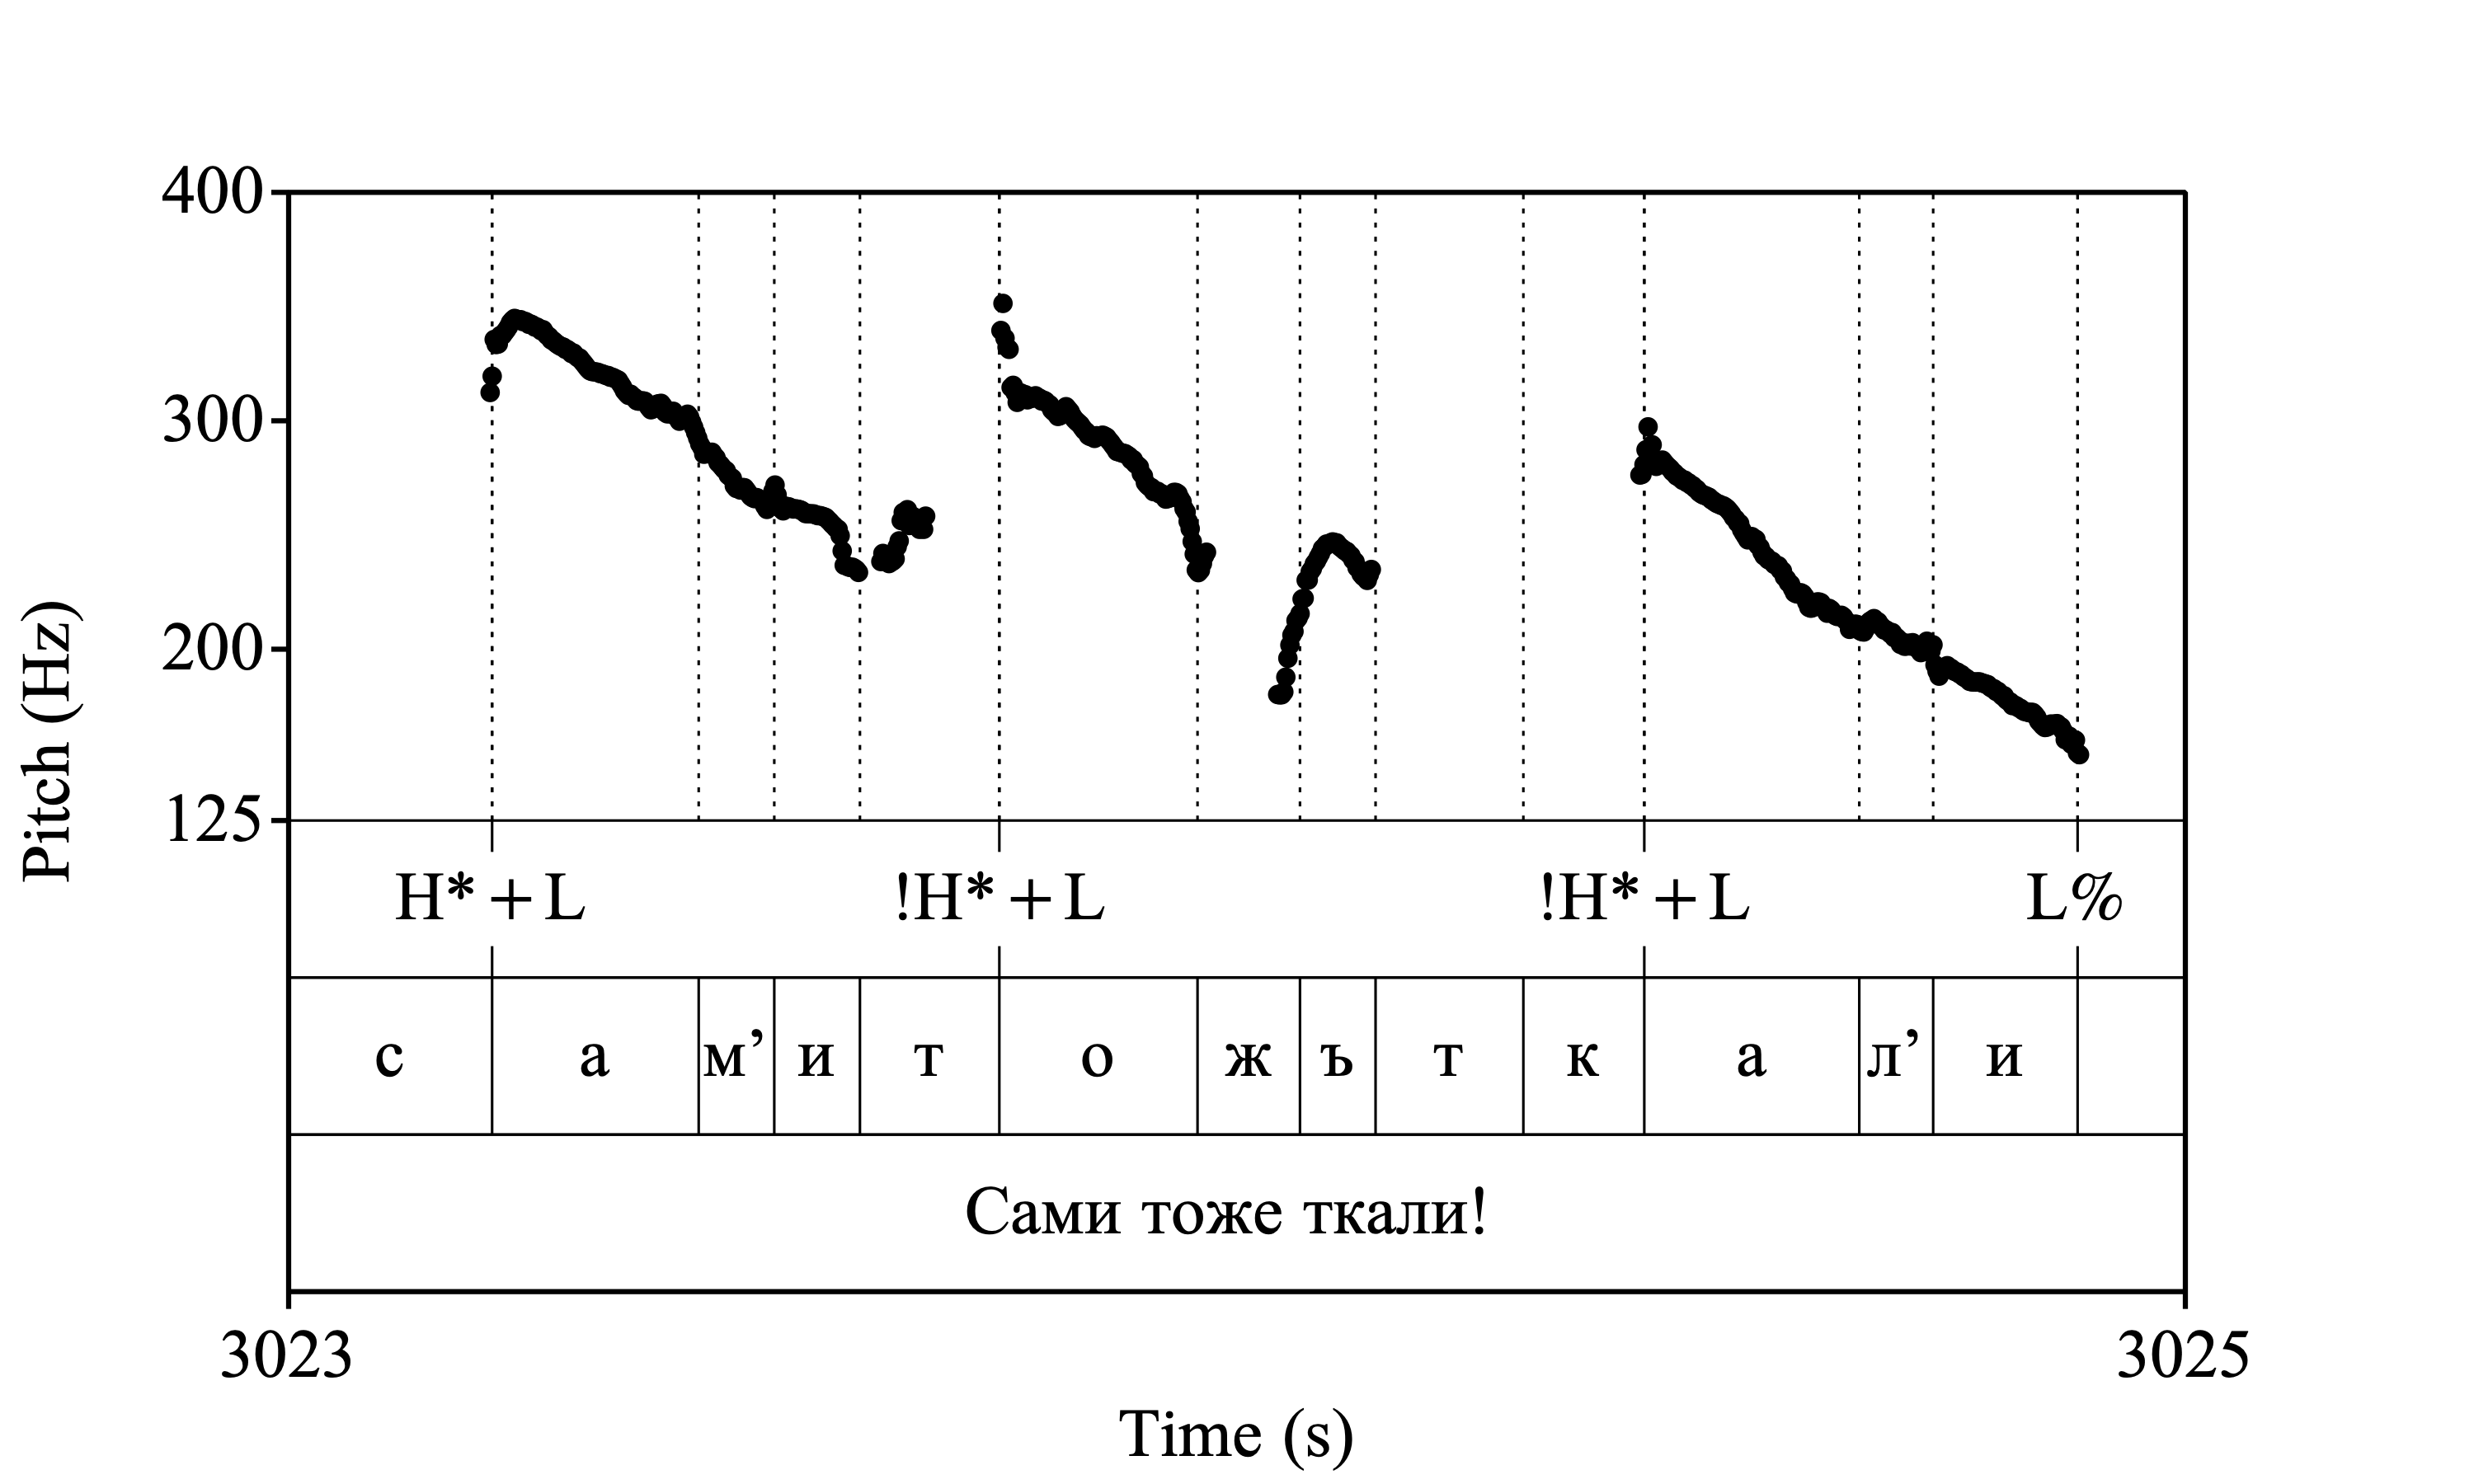 400
300
200
125
Pitch (Hz)
H*+L !H*+L !H*+L L%
с а м’ и т о ж ъ т к а л’ и
Сами тоже ткали!
3023 3025
Time (s)